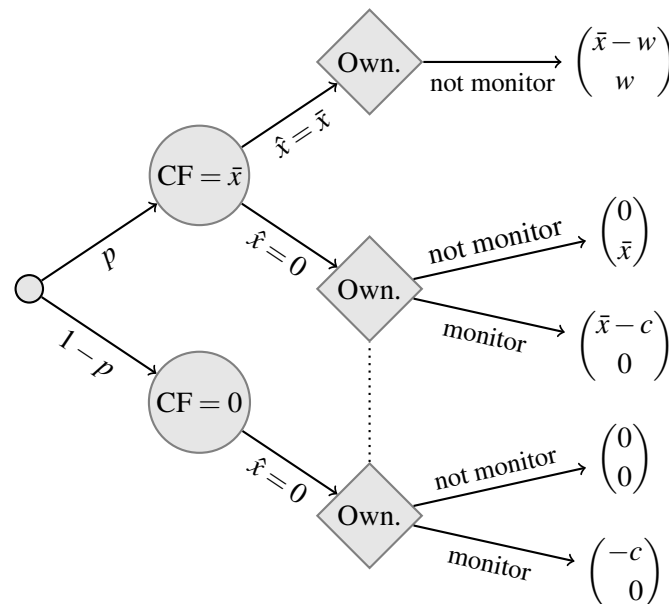 Own.
not monitor
x̄ − w
w
x̂ = x̄
CF = x̄
p
x̂ = 0
not monitor
0
x̄
Own.
monitor
x̄ − c
0
1 − p
CF = 0
x̂ = 0
not monitor
0
0
Own.
monitor
−c
0